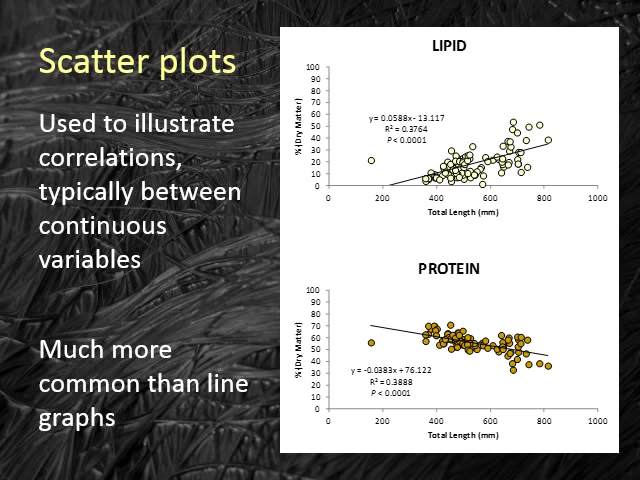 Scatter plots
Used to illustrate
correlations,
typically between
continuous
variables
Much more
common than line
graphs
LIPID
100
90
80
70
60
50
40
30
20
10
0
% (Dry Matter)
y = 0.0588x - 13.117
R² = 0.3764
P < 0.0001
0 200 400 600 800 1000
Total Length (mm)
PROTEIN
100
90
80
70
60
50
40
30
20
10
0
% (Dry Matter)
y = -0.0383x + 76.122
R² = 0.3888
P < 0.0001
0 200 400 600 800 1000
Total Length (mm)